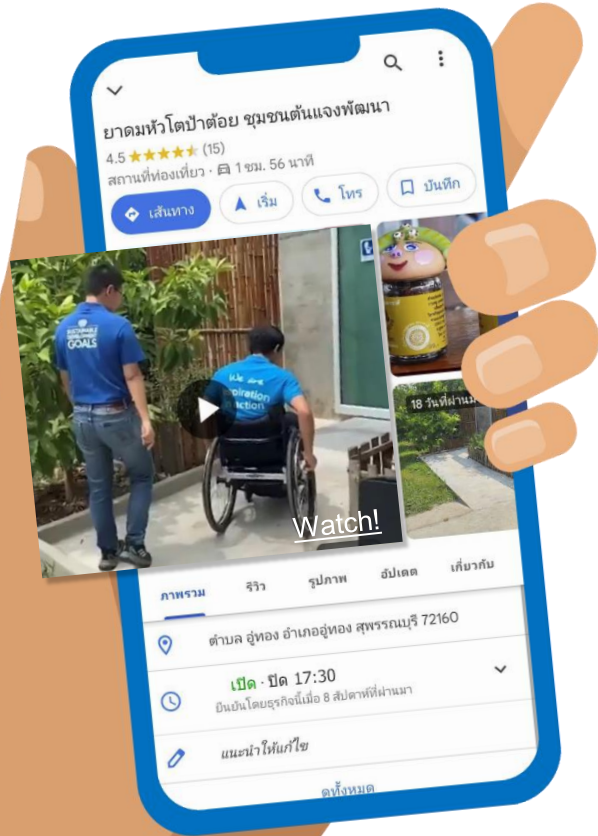 ยาดมหัวโตป้าต้อย ชุมชนต้นแจงพัฒนา
4.5 (15)
สถานที่ท่องเที่ยว · 1 ชม. 56 นาที
เส้นทาง
เริ่ม
โทร
บันทึก
SUSTAINABLE
DEVELOPMENT
GOALS
We are
spiration
action
18 วันที่ผ่านม
Watch!
ภาพรวม
รีวิว
รูปภาพ
อัปเดต
เกี่ยวกับ
ตำบล อู่ทอง อำเภออู่ทอง สุพรรณบุรี 72160
เปิด · ปิด 17:30
ยืนยันโดยธุรกิจนี้เมื่อ 8 สัปดาห์ที่ผ่านมา
แนะนำให้แก้ไข
ดูทั้งหมด